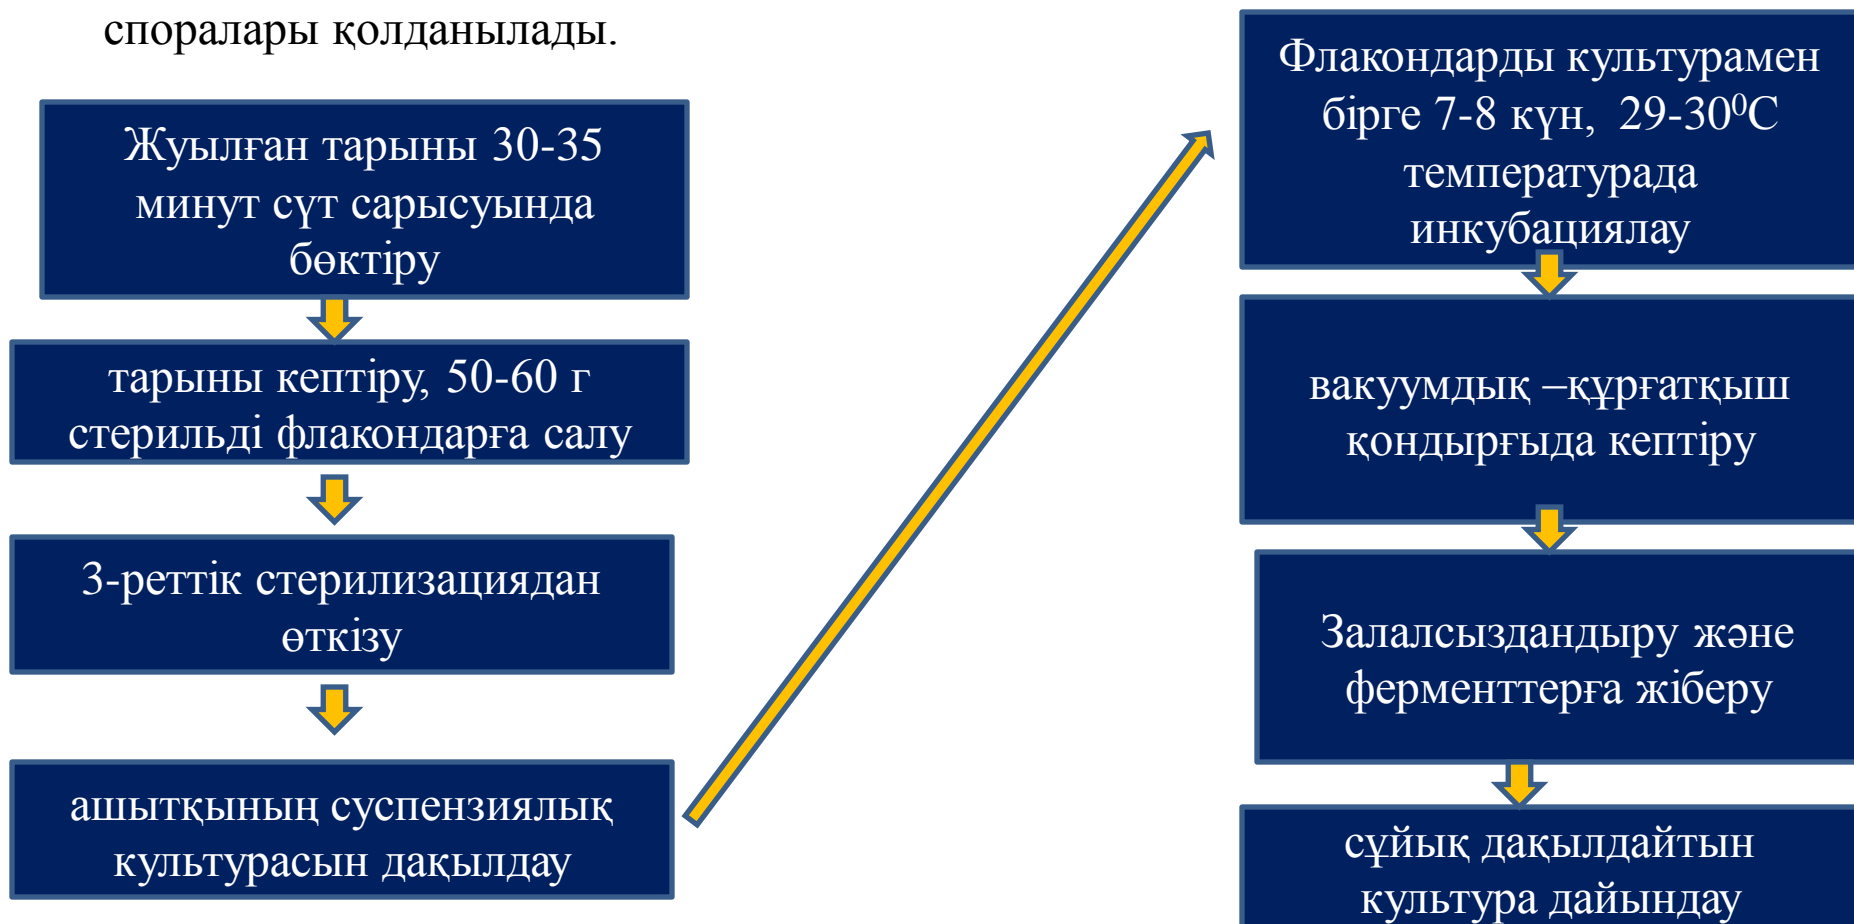 споралары қолданылады.
Жуылған тарыны 30-35
минут сүт сарысуында
бөктіру
тарыны кептіру, 50-60 г
стерильді флакондарға салу
3-реттік стерилизациядан
өткізу
ашытқының суспензиялық
культурасын дақылдау
Флакондарды культурамен
бірге 7-8 күн, 29-30⁰С
температурада
инкубациялау
вакуумдық –құрғатқыш
қондырғыда кептіру
Залалсыздандыру және
ферменттерға жіберу
сұйық дақылдайтын
культура дайындау